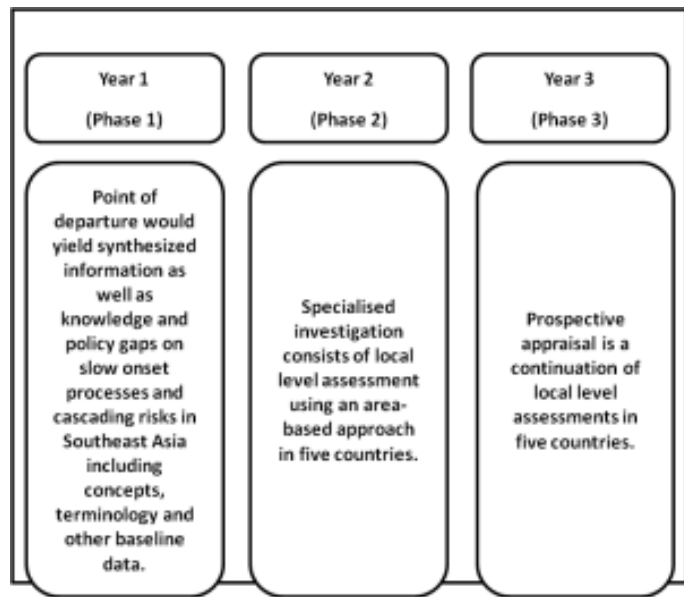 Year 1
(Phase 1)
Point of
departure would
yield synthesized
information as
well as
knowledge and
policy gaps on
slow onset
processes and
cascading risks in
Southeast Asia
including
concepts,
terminology and
other baseline
data.
Year 2
(Phase 2)
Specialised
investigation
consists of local
level assessment
using an area-
based approach
in five countries.
Year 3
(Phase 3)
Prospective
appraisal is a
continuation of
local level
assessments in
five countries.